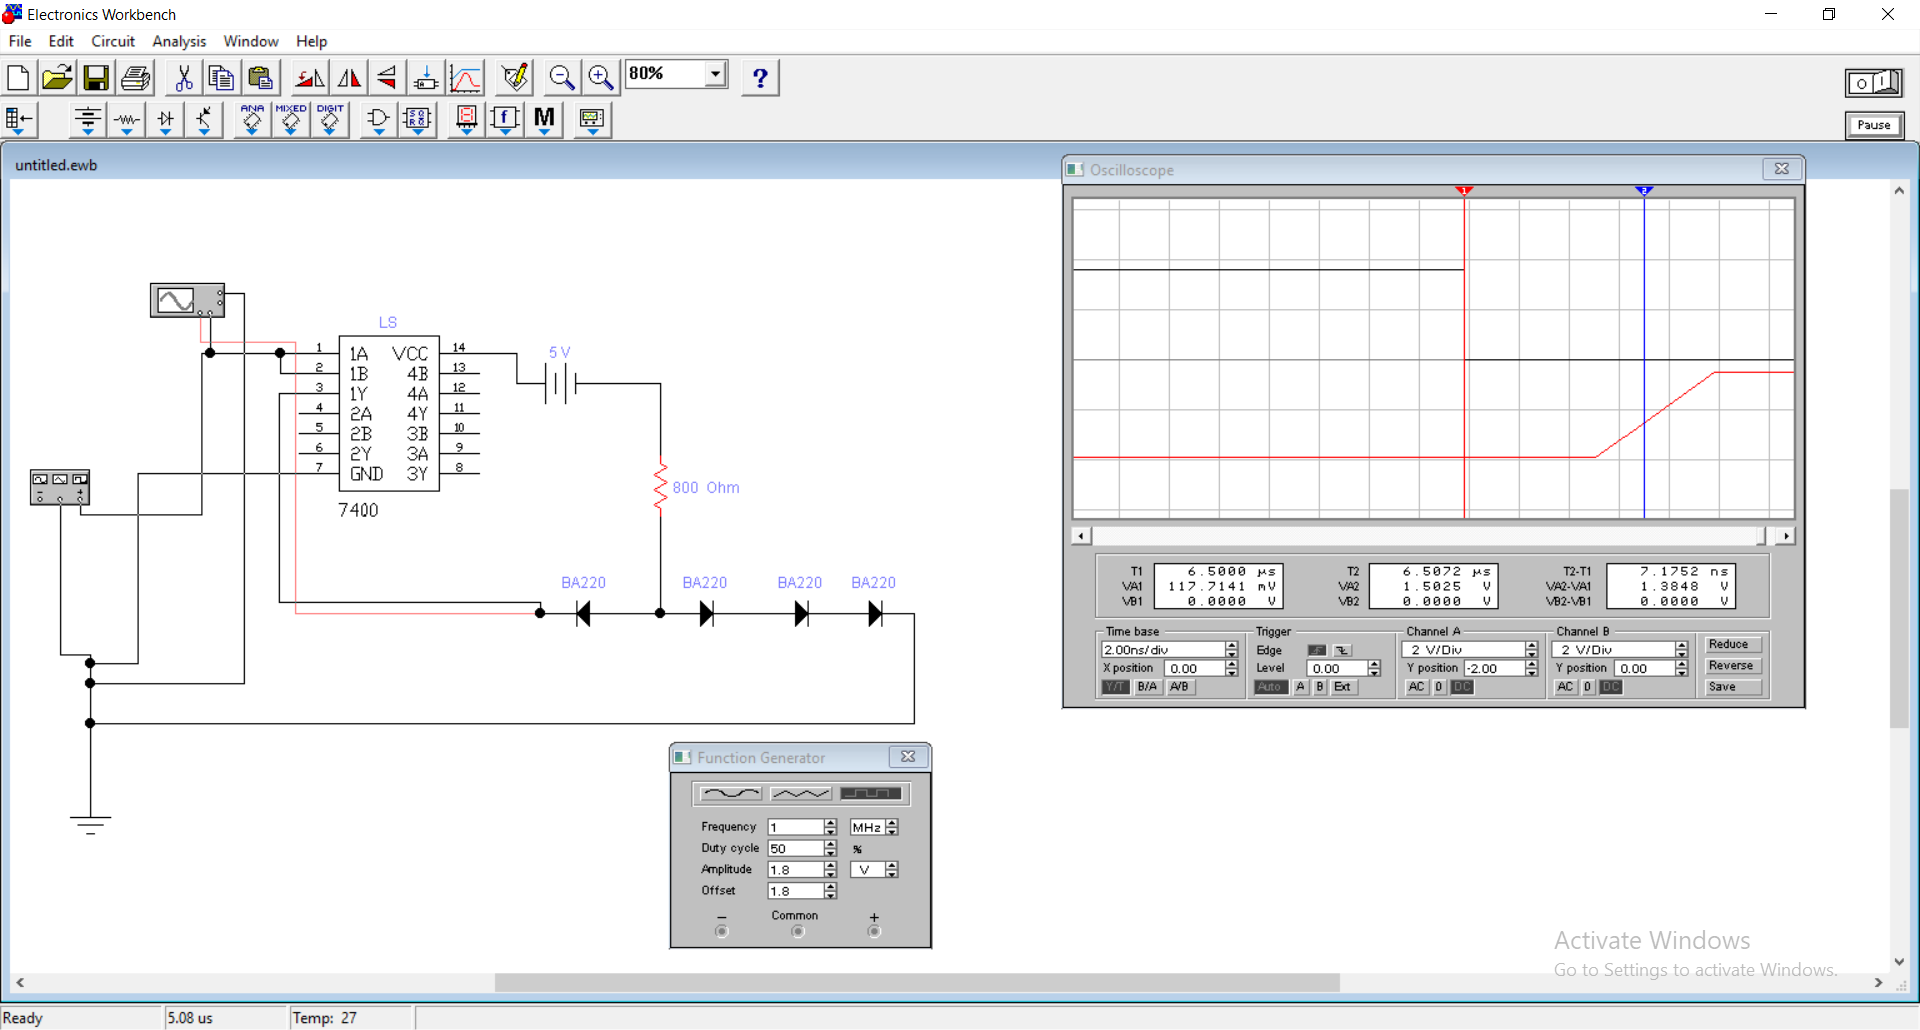 Electronics Workbench
File Edit Circuit Analysis Window Help
80%
?
ANA MIXED DIGIT
M
Pause
untitled.ewb
Oscilloscope
1 2
LS
5 V
1 1A VCC 14
2 1B 4B 13
3 1Y 4A 12
4 2A 4Y 11
5 2B 3B 10
6 2Y 3A 9
7 GND 3Y 8
7400
800 Ohm
BA220 BA220 BA220 BA220
T1 6.5000 µs T2 6.5072 µs T2-T1 7.1752 ns
VA1 117.7141 mV VA2 1.5025 V VA2-VA1 1.3848 V
VB1 0.0000 V VB2 0.0000 V VB2-VB1 0.0000 V
Time base Trigger Channel A Channel B
2.00ns/div Edge 2 V/Div 2 V/Div Reduce
X position 0.00 Level 0.00 Y position -2.00 Y position 0.00 Reverse
Y/T B/A A/B Auto A B Ext AC 0 DC AC 0 DC Save
Function Generator
Frequency 1 MHz
Duty cycle 50 %
Amplitude 1.8 V
Offset 1.8
− Common +
Activate Windows
Go to Settings to activate Windows.
Ready 5.08 us Temp: 27